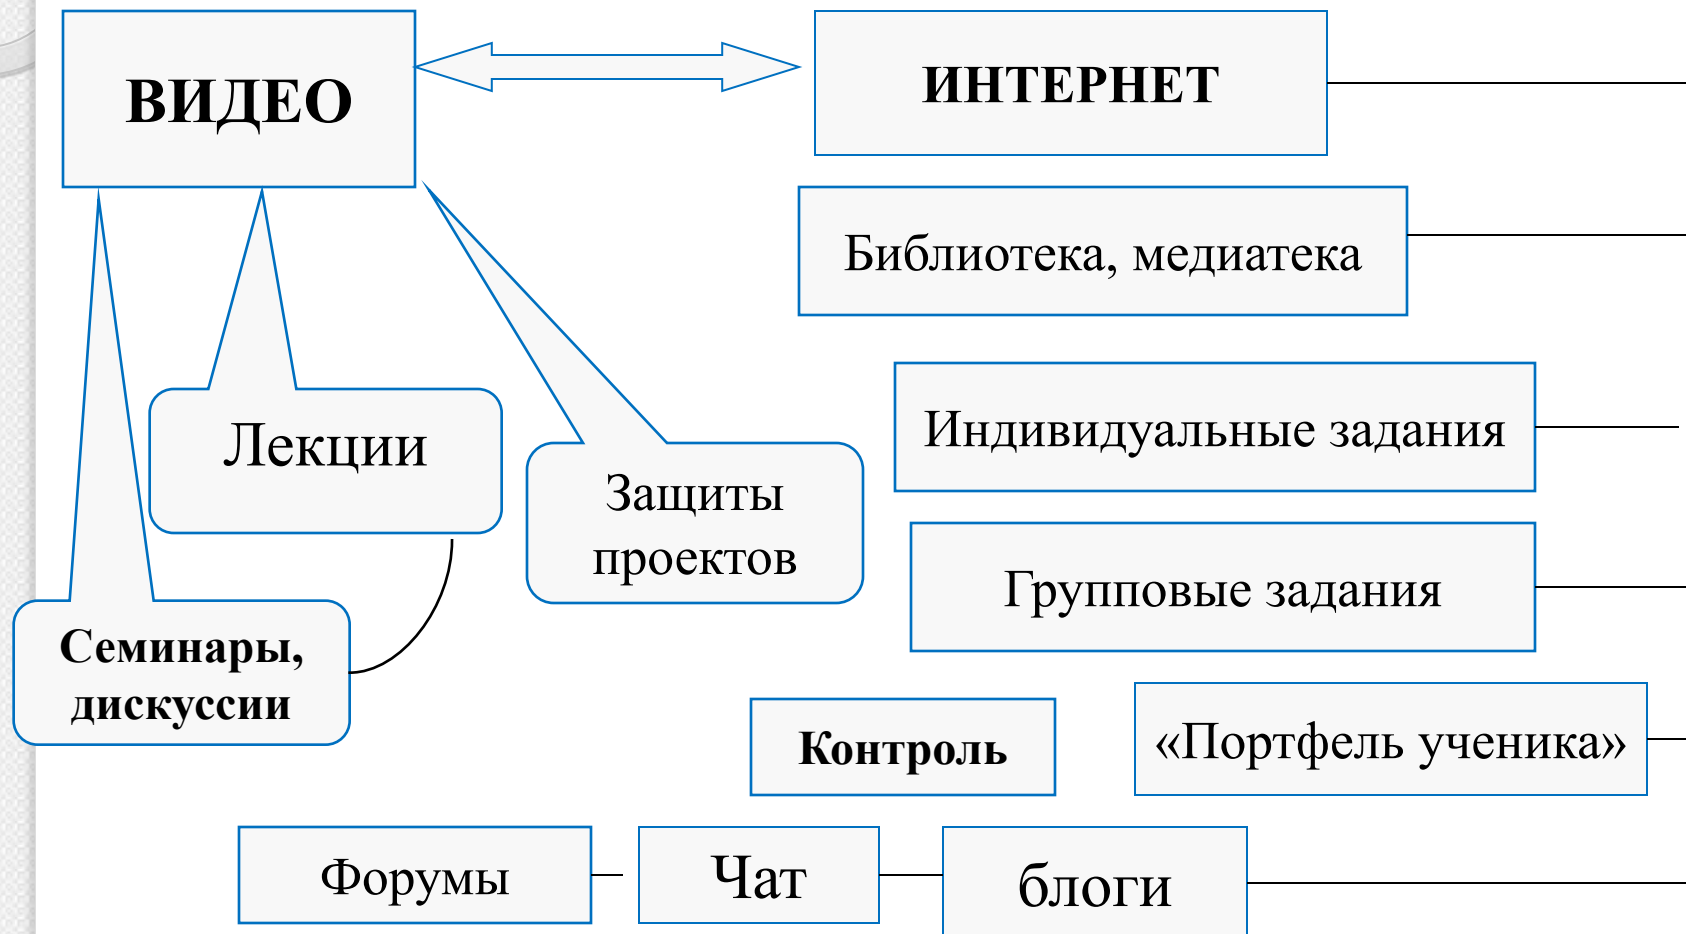 ВИДЕО
ИНТЕРНЕТ
Библиотека, медиатека
Лекции
Индивидуальные задания
Защиты
проектов
Групповые задания
Семинары,
дискуссии
Контроль
«Портфель ученика»
Форумы
Чат
блоги